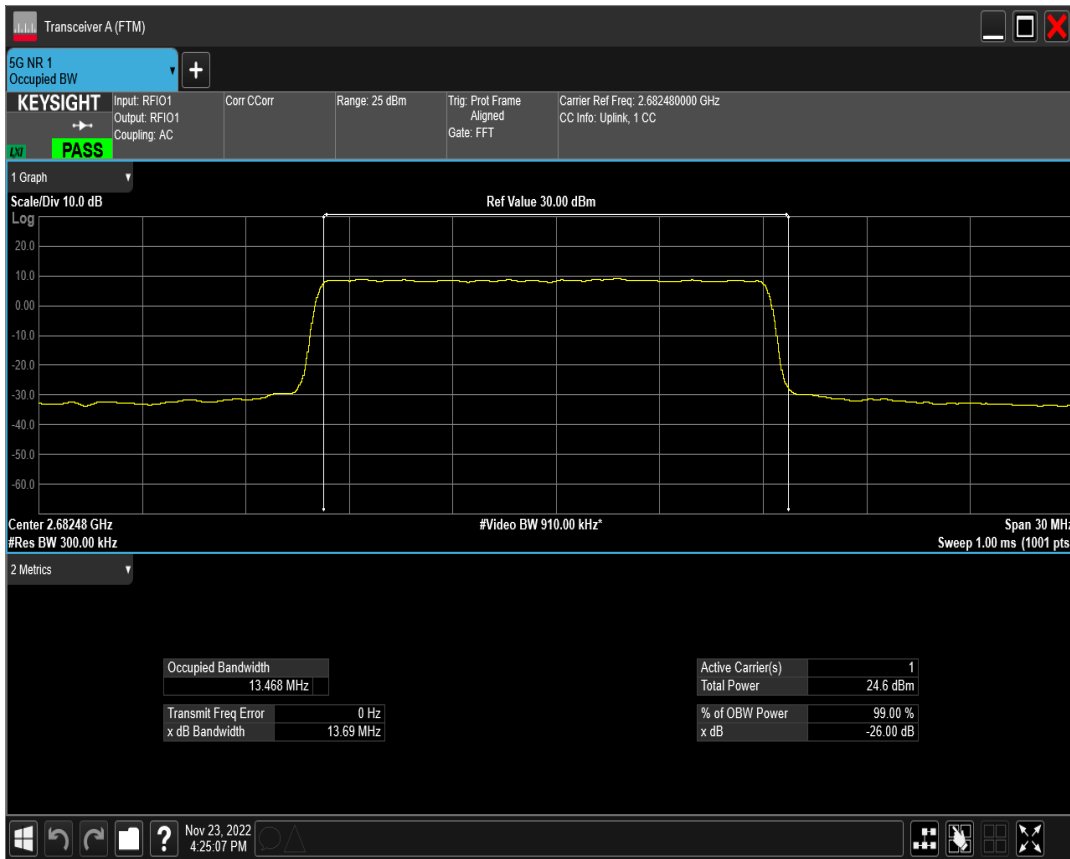 Transceiver A (FTM)
5G NR 1
Occupied BW
+
KEYSIGHT
LXI
PASS
Input: RFIO1
Output: RFIO1
Coupling: AC
Corr CCorr
Range: 25 dBm
Trig: Prot Frame
Aligned
Gate: FFT
Carrier Ref Freq: 2.682480000 GHz
CC Info: Uplink, 1 CC
1 Graph
Scale/Div 10.0 dB
Ref Value 30.00 dBm
Log
20.0
10.0
0.00
-10.0
-20.0
-30.0
-40.0
-50.0
-60.0
Center 2.68248 GHz
#Video BW 910.00 kHz*
Span 30 MHz
#Res BW 300.00 kHz
Sweep 1.00 ms (1001 pts
2 Metrics
Occupied Bandwidth
13.468 MHz
Transmit Freq Error 0 Hz
x dB Bandwidth 13.69 MHz
Active Carrier(s) 1
Total Power 24.6 dBm
% of OBW Power 99.00 %
x dB -26.00 dB
?
Nov 23, 2022
4:25:07 PM